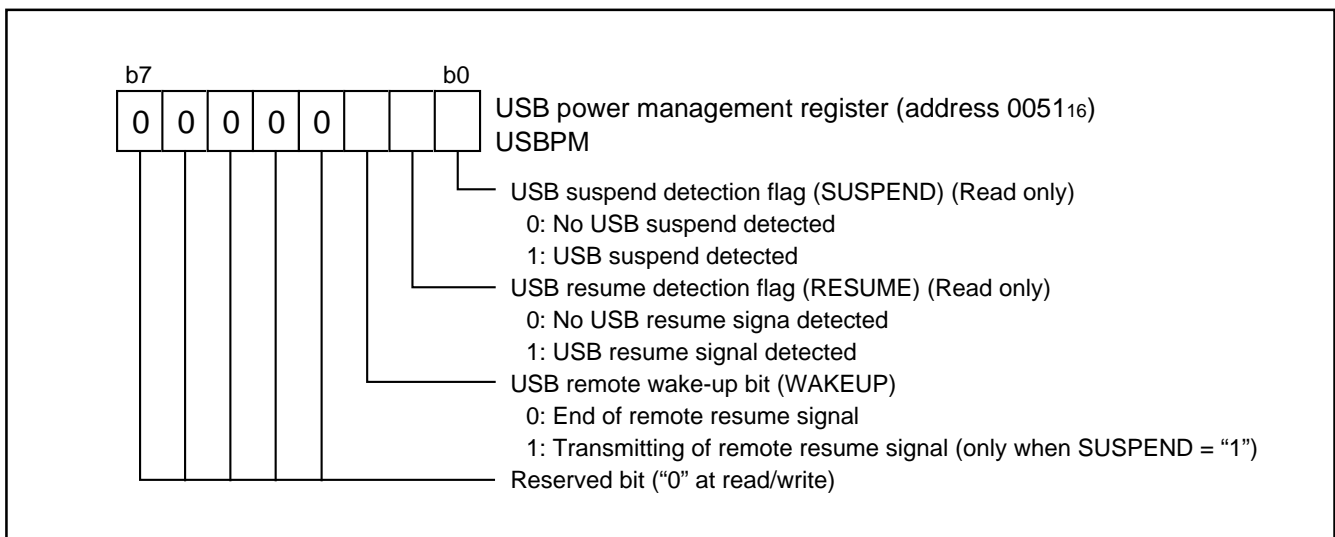 b7 b0
0 0 0 0 0
USB power management register (address 005116)
USBPM
USB suspend detection flag (SUSPEND) (Read only)
0: No USB suspend detected
1: USB suspend detected
USB resume detection flag (RESUME) (Read only)
0: No USB resume signa detected
1: USB resume signal detected
USB remote wake-up bit (WAKEUP)
0: End of remote resume signal
1: Transmitting of remote resume signal (only when SUSPEND = “1”)
Reserved bit (“0” at read/write)